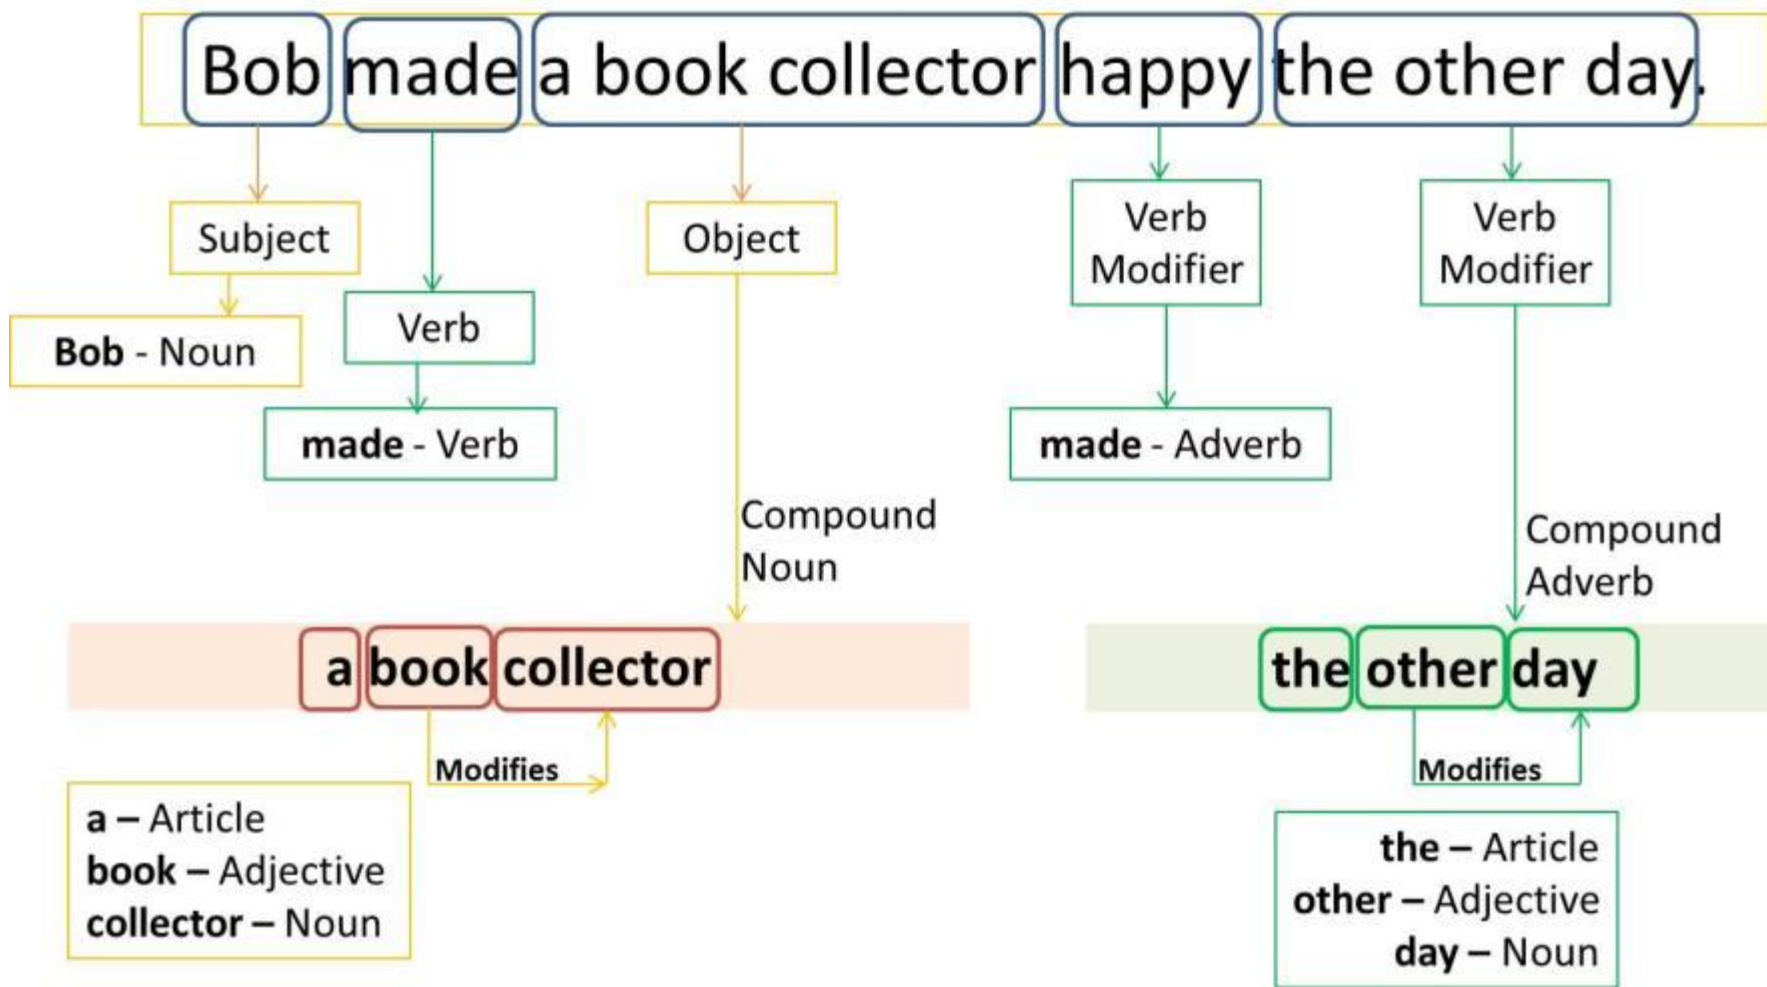 Bob made a book collector happy the other day.
Subject
Object
Verb
Modifier
Verb
Modifier
Bob - Noun
Verb
made - Verb
made - Adverb
Compound
Noun
Compound
Adverb
a book collector
the other day
Modifies
Modifies
a – Article
book – Adjective
collector – Noun
the – Article
other – Adjective
day – Noun